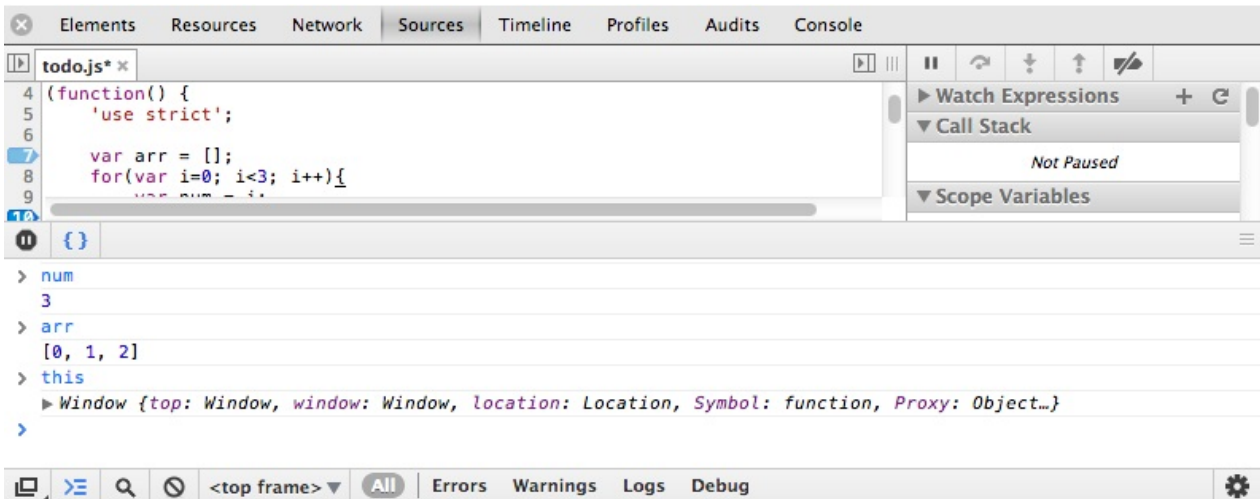 Elements Resources Network Sources Timeline Profiles Audits Console
todo.js* ×
4 (function() {
5 'use strict';
6
7 var arr = [];
8 for(var i=0; i<3; i++){
9 var num = i;
10
Watch Expressions
Call Stack
Not Paused
Scope Variables
{}
> num
3
> arr
[0, 1, 2]
> this
Window {top: Window, window: Window, location: Location, Symbol: function, Proxy: Object…}
>
<top frame> All Errors Warnings Logs Debug